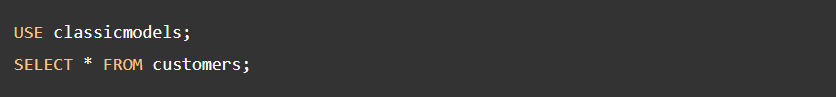 USE classicmodels;
SELECT * FROM customers;